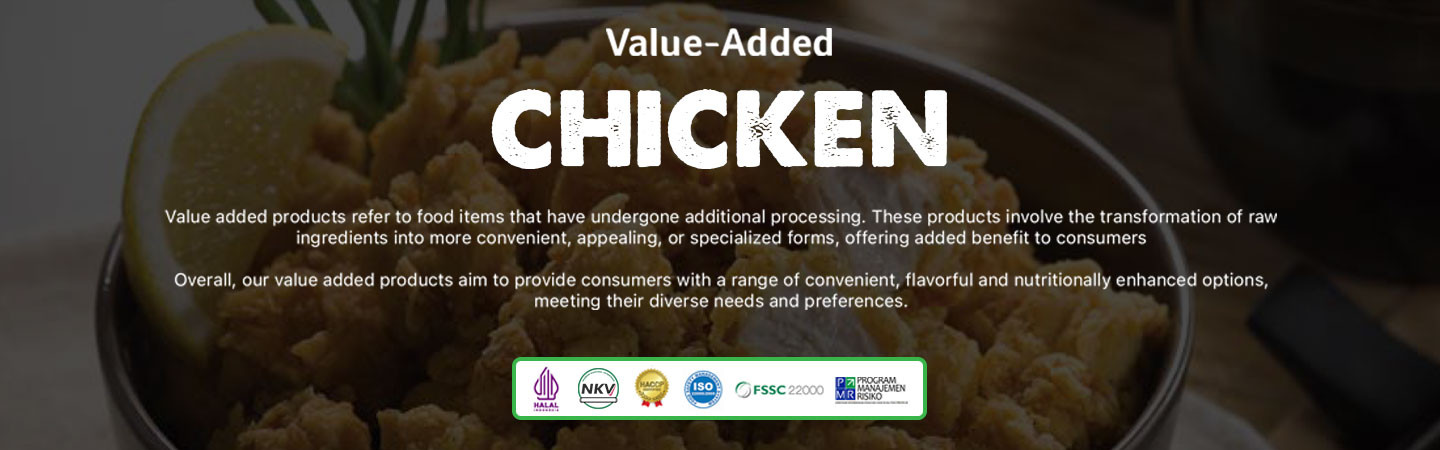 Value-Added
CHICKEN
Value added products refer to food items that have undergone additional processing. These products involve the transformation of raw
ingredients into more convenient, appealing, or specialized forms, offering added benefit to consumers
Overall, our value added products aim to provide consumers with a range of convenient, flavorful and nutritionally enhanced options,
meeting their diverse needs and preferences.
HALAL
INDONESIA
NKV
HACCP
ISO
FSSC 22000
PMR
PROGRAM
MANAJEMEN
RISIKO